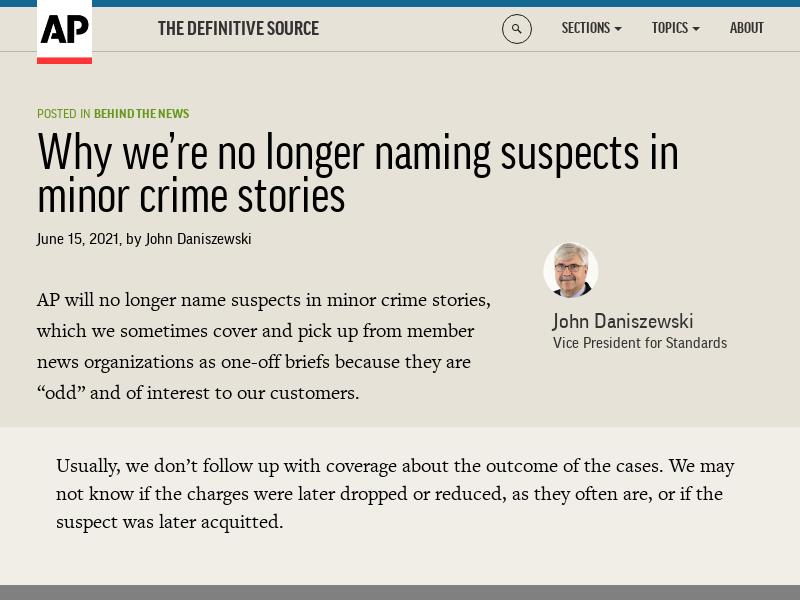 AP
THE DEFINITIVE SOURCE
SECTIONS
TOPICS
ABOUT
POSTED IN BEHIND THE NEWS
Why we’re no longer naming suspects in
minor crime stories
June 15, 2021, by John Daniszewski
AP will no longer name suspects in minor crime stories,
which we sometimes cover and pick up from member
news organizations as one-off briefs because they are
“odd” and of interest to our customers.
John Daniszewski
Vice President for Standards
Usually, we don’t follow up with coverage about the outcome of the cases. We may
not know if the charges were later dropped or reduced, as they often are, or if the
suspect was later acquitted.